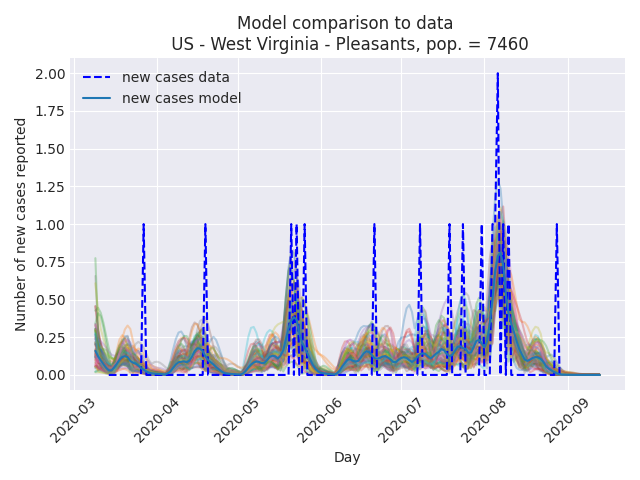 Model comparison to data
US - West Virginia - Pleasants, pop. = 7460
new cases data
new cases model
Number of new cases reported
2.00
1.75
1.50
1.25
1.00
0.75
0.50
0.25
0.00
2020-03
2020-04
2020-05
2020-06
2020-07
2020-08
2020-09
Day